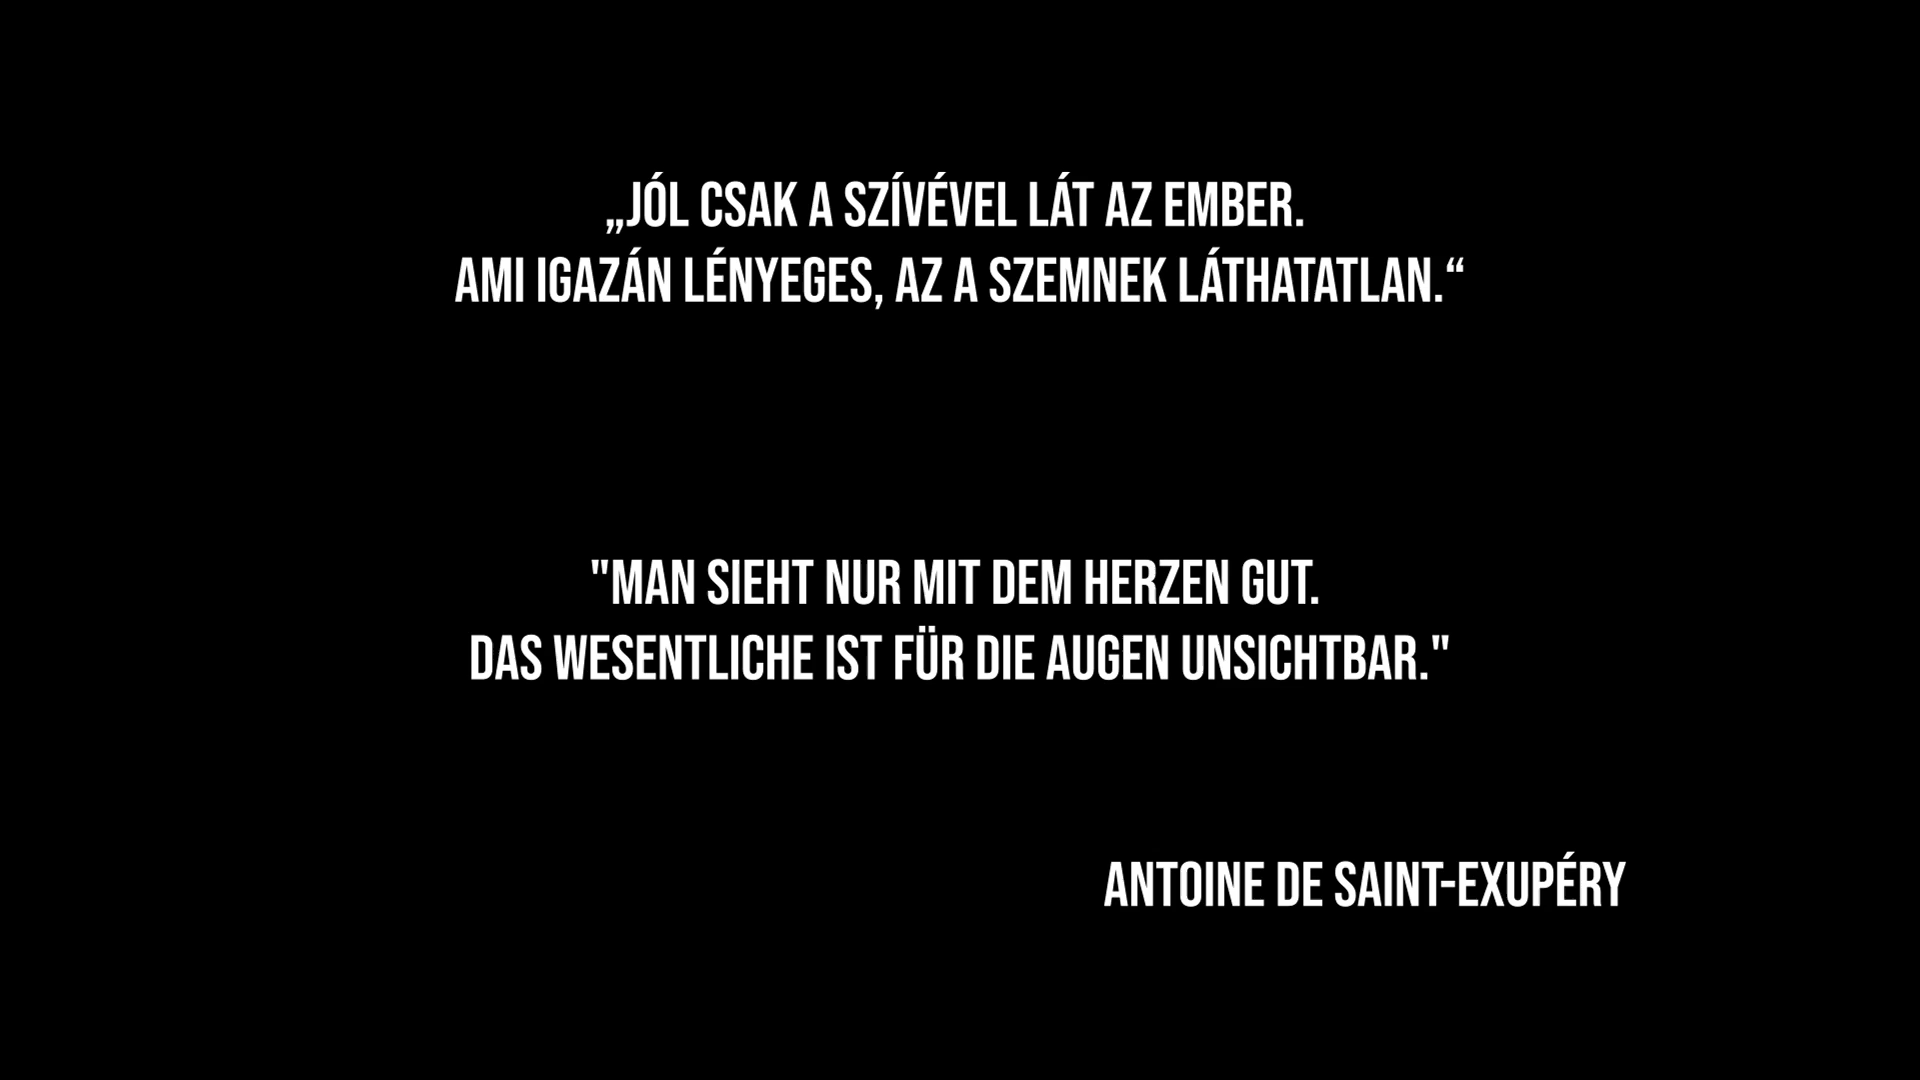 „JÓL CSAK A SZÍVÉVEL LÁT AZ EMBER.
AMI IGAZÁN LÉNYEGES, AZ A SZEMNEK LÁTHATATLAN.“
"MAN SIEHT NUR MIT DEM HERZEN GUT.
DAS WESENTLICHE IST FÜR DIE AUGEN UNSICHTBAR."
ANTOINE DE SAINT-EXUPÉRY